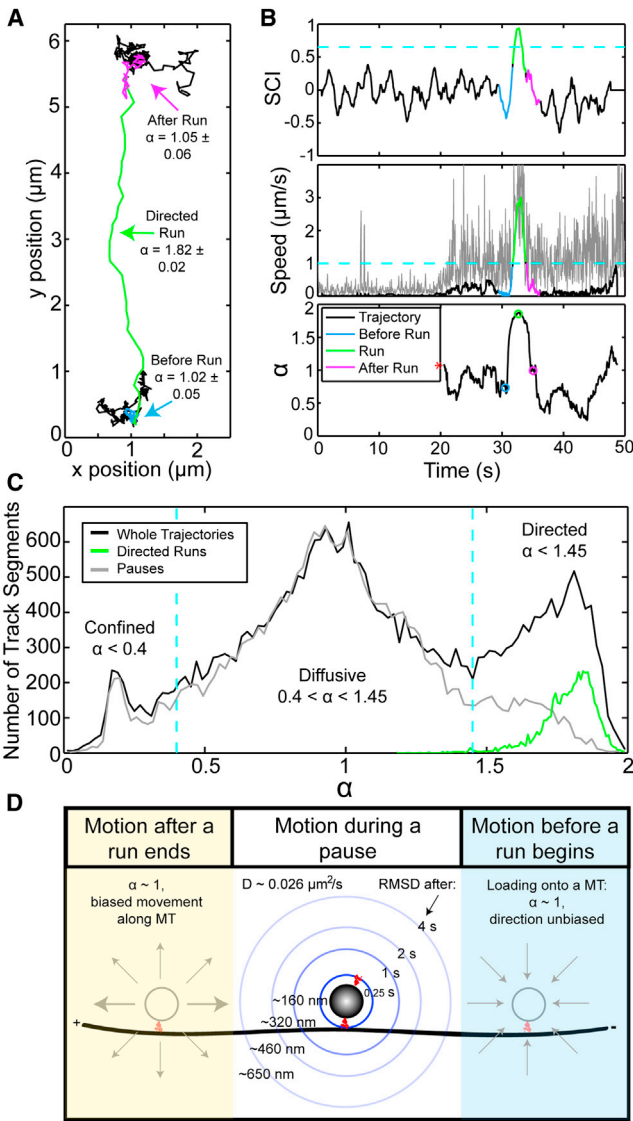 A
6
5
4
3
2
1
0
0
1
2
y position (μm)
x position (μm)
After Run
α = 1.05 ±
0.06
Directed
Run
α = 1.82 ±
0.02
Before Run
α = 1.02 ±
0.05
B
SCI
1
0.5
0
-0.5
-1
Speed (μm/s)
3
2
1
0
α
2
1.5
1
0.5
0
Trajectory
Before Run
Run
After Run
0
10
20
30
40
50
Time (s)
C
Number of Track Segments
600
500
400
300
200
100
0
Whole Trajectories
Directed Runs
Pauses
Confined
α < 0.4
Diffusive
0.4 < α < 1.45
Directed
α < 1.45
0
0.5
1
1.5
2
α
D
Motion after a
run ends
Motion during a
pause
Motion before a
run begins
α ~ 1,
biased movement
along MT
D ~ 0.026 μm²/s
RMSD after:
4 s
2 s
1 s
0.25 s
~160 nm
~320 nm
~460 nm
~650 nm
Loading onto a MT:
α ~ 1,
direction unbiased
+
-